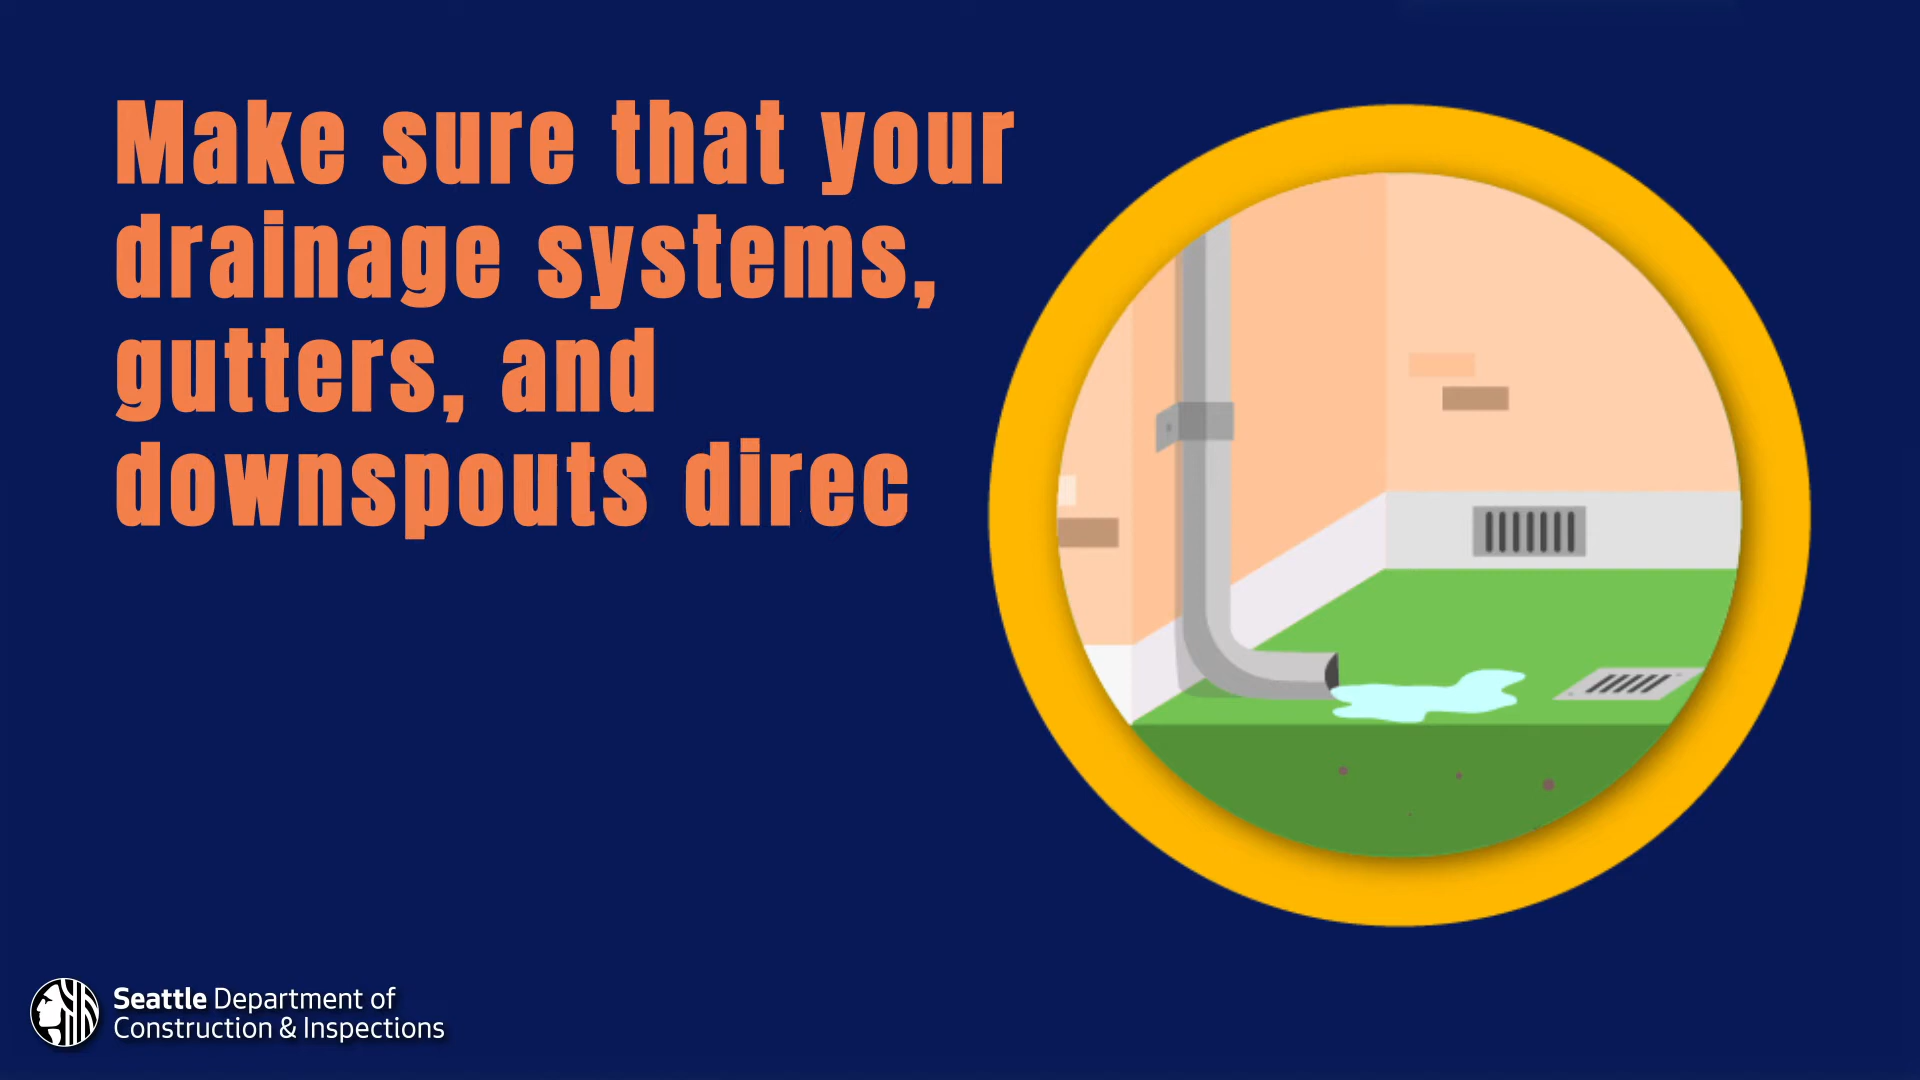 Make sure that your
drainage systems,
gutters, and
downspouts direc
Seattle Department of
Construction & Inspections